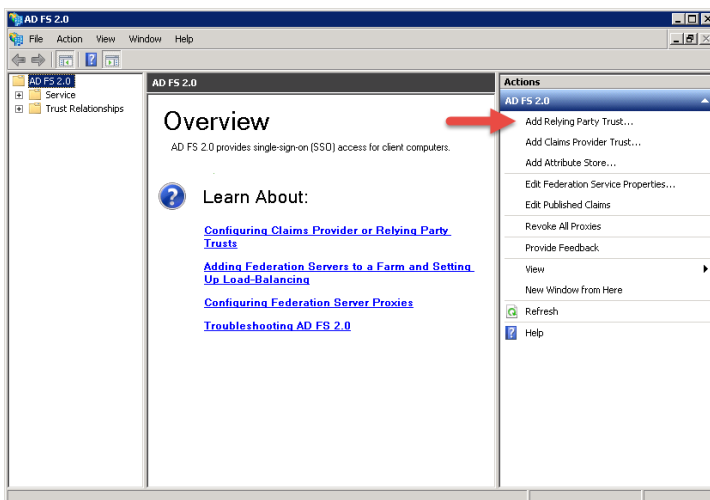 AD FS 2.0
File Action View Window Help
AD FS 2.0
Service
Trust Relationships
AD FS 2.0
Overview
AD FS 2.0 provides single-sign-on (SSO) access for client computers.
Learn About:
Configuring Claims Provider or Relying Party
Trusts
Adding Federation Servers to a Farm and Setting
Up Load-Balancing
Configuring Federation Server Proxies
Troubleshooting AD FS 2.0
Actions
AD FS 2.0
Add Relying Party Trust...
Add Claims Provider Trust...
Add Attribute Store...
Edit Federation Service Properties...
Edit Published Claims
Revoke All Proxies
Provide Feedback
View
New Window from Here
Refresh
Help